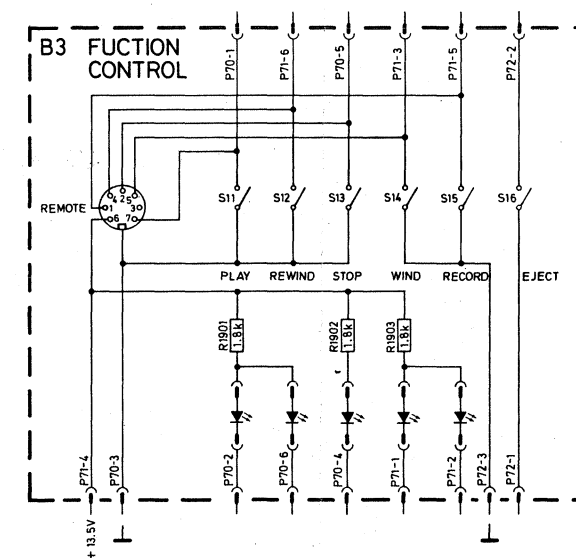 B3 FUCTION
CONTROL
P70-1
P71-6
P70-5
P71-3
P71-5
P72-2
4 2 5
1 3
6 7
REMOTE
S11
S12
S13
S14
S15
S16
PLAY REWIND STOP WIND RECORD EJECT
R1901
1.8k
R1902
1.8k
R1903
1.8k
P71-4
P70-3
P70-2
P70-6
P70-4
P71-1
P71-2
P72-3
P72-1
+ 13.5V